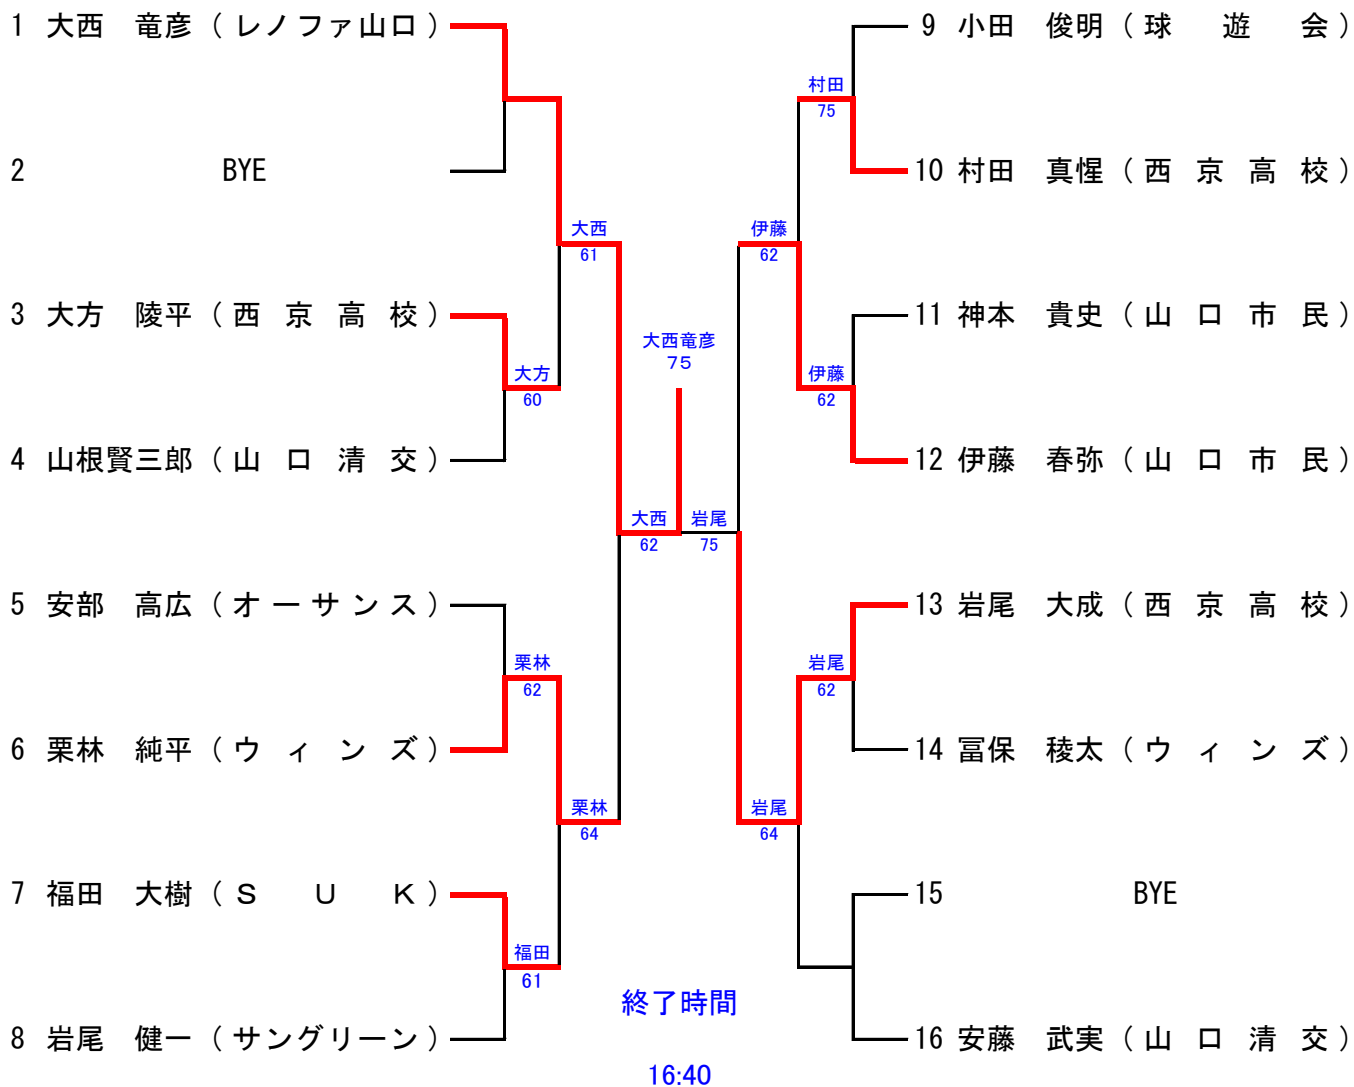 1 大西　竜彦（レノファ山口）
9 小田　俊明（球　遊　会）
村田
75
2 BYE
10 村田　真惺（西 京 高 校）
大西
61
伊藤
62
3 大方　陵平（西 京 高 校）
11 神本　貴史（山 口 市 民）
大西竜彦
75
大方
60
伊藤
62
4 山根賢三郎（山 口 清 交）
12 伊藤　春弥（山 口 市 民）
大西
62
岩尾
75
5 安部　高広（オーサンス）
13 岩尾　大成（西 京 高 校）
栗林
62
岩尾
62
6 栗林　純平（ウ ィ ン ズ）
14 冨保　稜太（ウ ィ ン ズ）
栗林
64
岩尾
64
7 福田　大樹（Ｓ　Ｕ　Ｋ）
15 BYE
福田
61
終了時間
8 岩尾　健一（サングリーン）
16 安藤　武実（山 口 清 交）
16:40